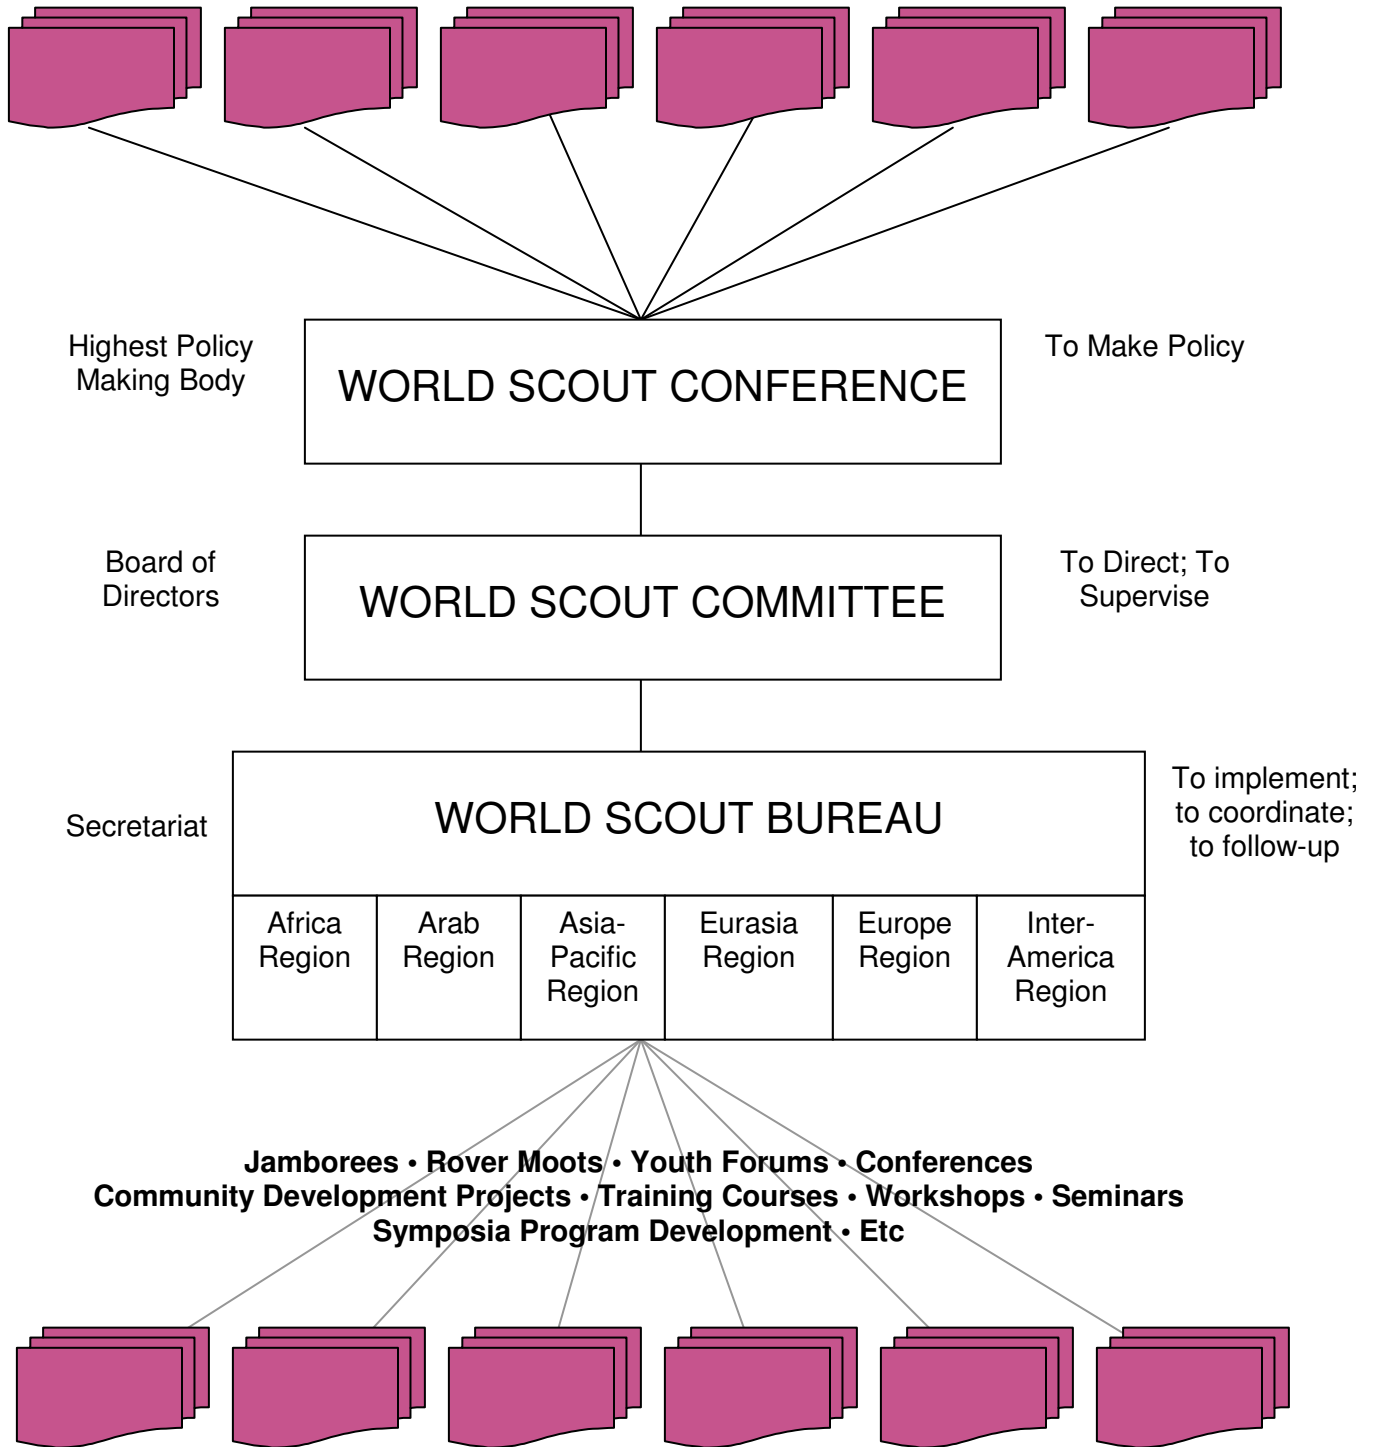 Highest Policy
Making Body
WORLD SCOUT CONFERENCE
To Make Policy
Board of
Directors
WORLD SCOUT COMMITTEE
To Direct; To
Supervise
Secretariat
WORLD SCOUT BUREAU
To implement;
to coordinate;
to follow-up
Africa
Region
Arab
Region
Asia-
Pacific
Region
Eurasia
Region
Europe
Region
Inter-
America
Region
Jamborees • Rover Moots • Youth Forums • Conferences
Community Development Projects • Training Courses • Workshops • Seminars
Symposia Program Development • Etc